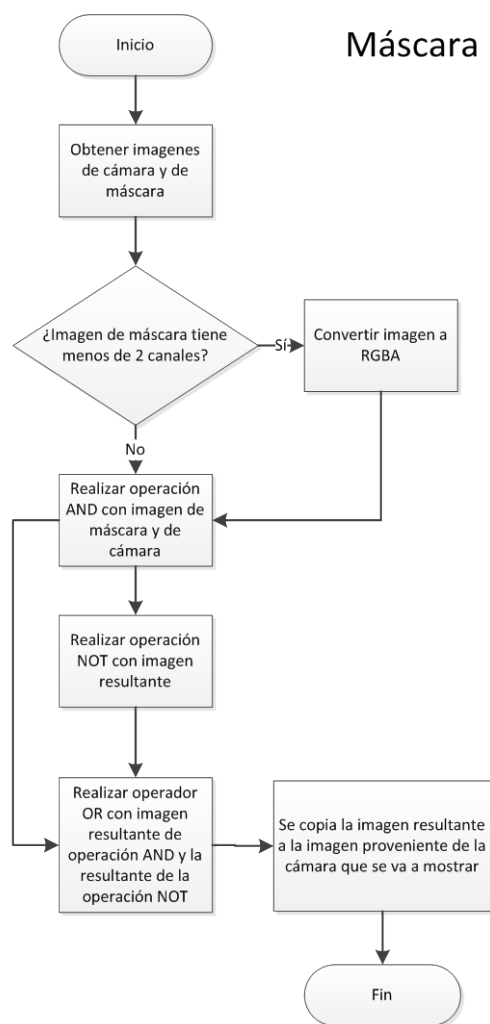 Máscara
Inicio
Obtener imagenes
de cámara y de
máscara
¿Imagen de máscara tiene
menos de 2 canales?
Sí
Convertir imagen a
RGBA
No
Realizar operación
AND con imagen de
máscara y de
cámara
Realizar operación
NOT con imagen
resultante
Realizar operador
OR con imagen
resultante de
operación AND y la
resultante de la
operación NOT
Se copia la imagen resultante
a la imagen proveniente de la
cámara que se va a mostrar
Fin